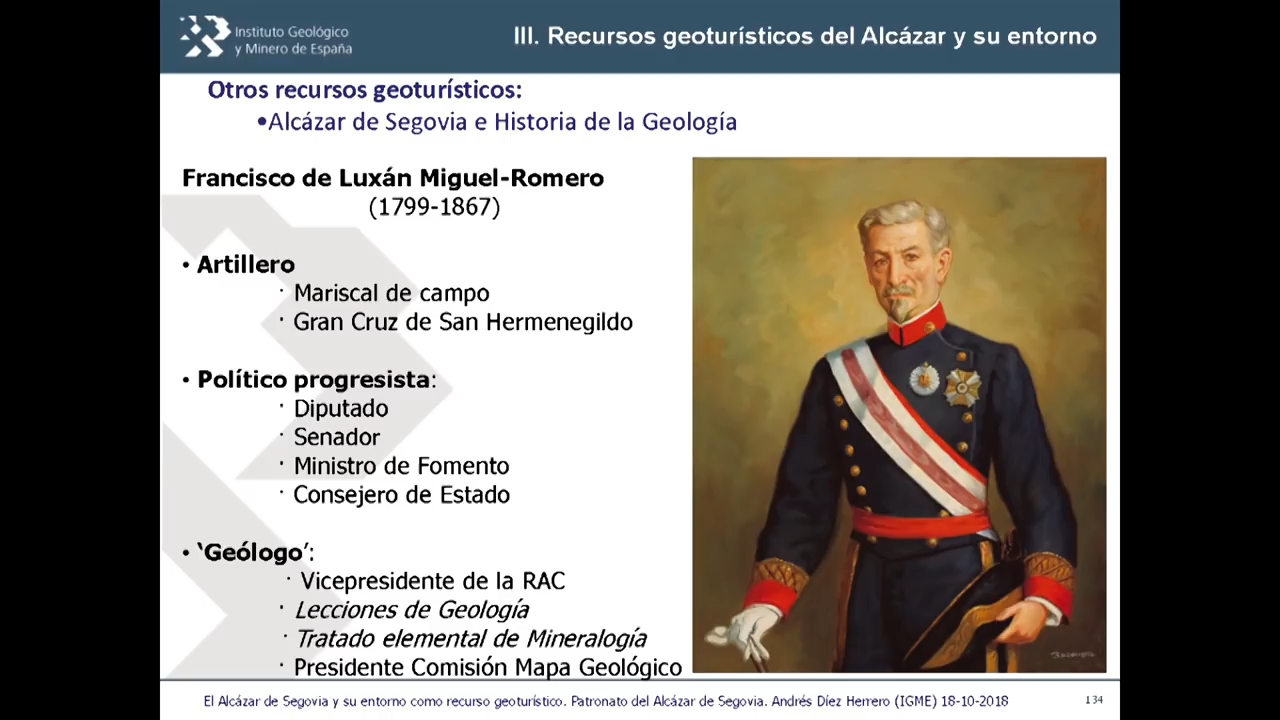 Instituto Geológico
y Minero de España
III. Recursos geoturísticos del Alcázar y su entorno
Otros recursos geoturísticos:
•Alcázar de Segovia e Historia de la Geología
Francisco de Luxán Miguel-Romero
(1799-1867)
• Artillero
· Mariscal de campo
· Gran Cruz de San Hermenegildo
• Político progresista:
· Diputado
· Senador
· Ministro de Fomento
· Consejero de Estado
• ‘Geólogo’:
· Vicepresidente de la RAC
· Lecciones de Geología
· Tratado elemental de Mineralogía
· Presidente Comisión Mapa Geológico
El Alcázar de Segovia y su entorno como recurso geoturístico. Patronato del Alcázar de Segovia. Andrés Díez Herrero (IGME) 18-10-2018
134